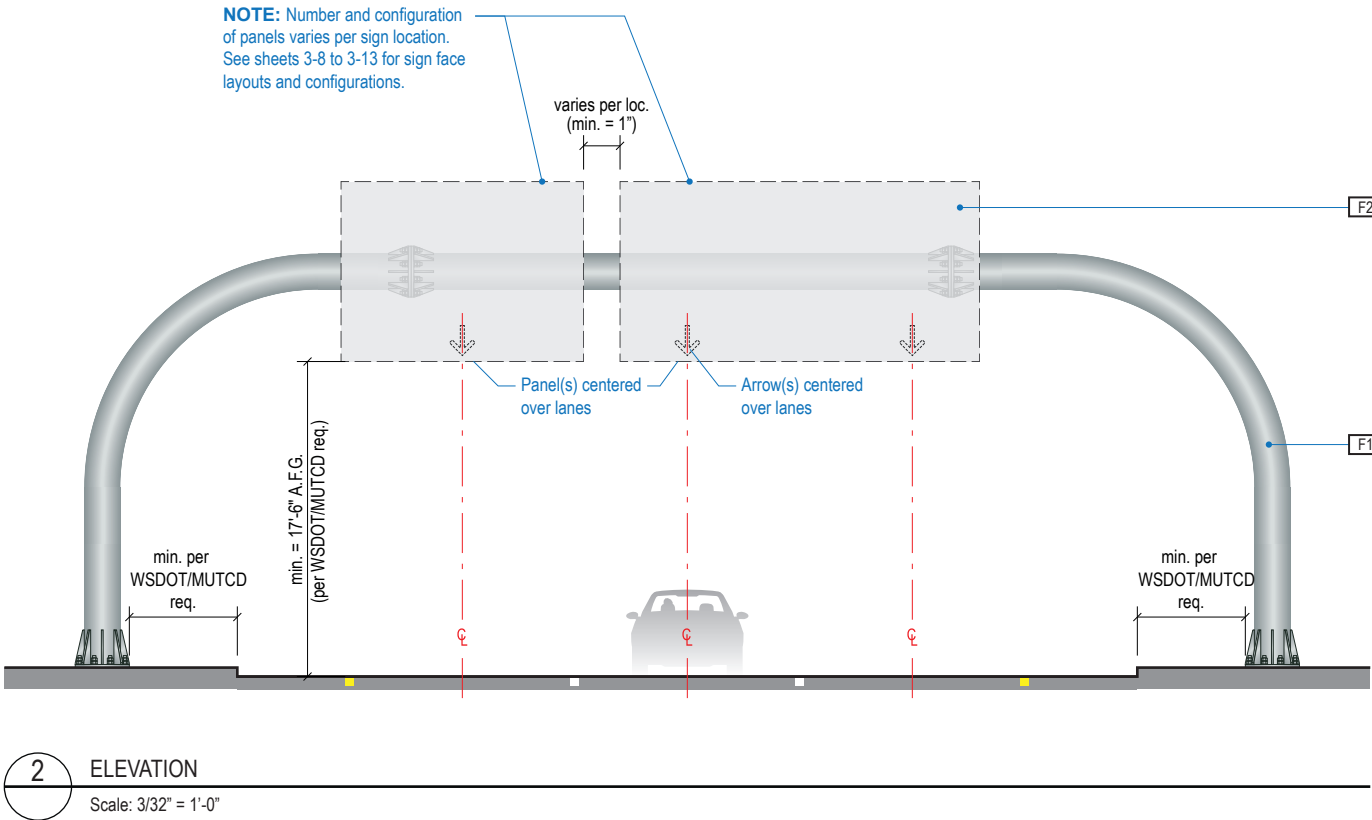 NOTE: Number and configuration
of panels varies per sign location.
See sheets 3-8 to 3-13 for sign face
layouts and configurations.
varies per loc.
(min. = 1")
F2
Panel(s) centered
over lanes
Arrow(s) centered
over lanes
F1
min. = 17'-6" A.F.G.
(per WSDOT/MUTCD req.)
min. per
WSDOT/MUTCD
req.
min. per
WSDOT/MUTCD
req.
℄
℄
℄
2
ELEVATION
Scale: 3/32" = 1'-0"